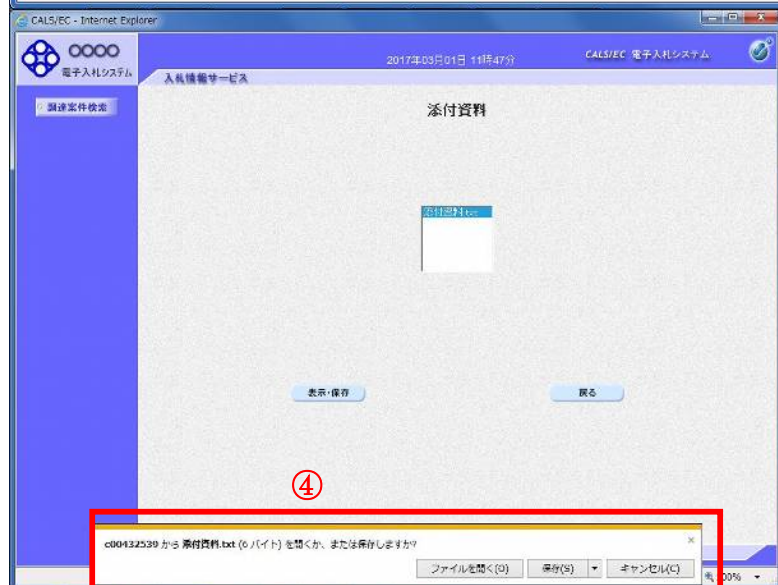 CALS/EC - Internet Explorer
OOOO
電子入札システム
2017年03月01日 11時47分
CALS/EC 電子入札システム
入札情報サービス
調達案件検索
添付資料
添付資料.txt
表示・保存
戻る
④
c00432539 から 添付資料.txt (6 バイト) を開くか、または保存しますか?
×
ファイルを開く(O)
保存(S)
キャンセル(C)
100%